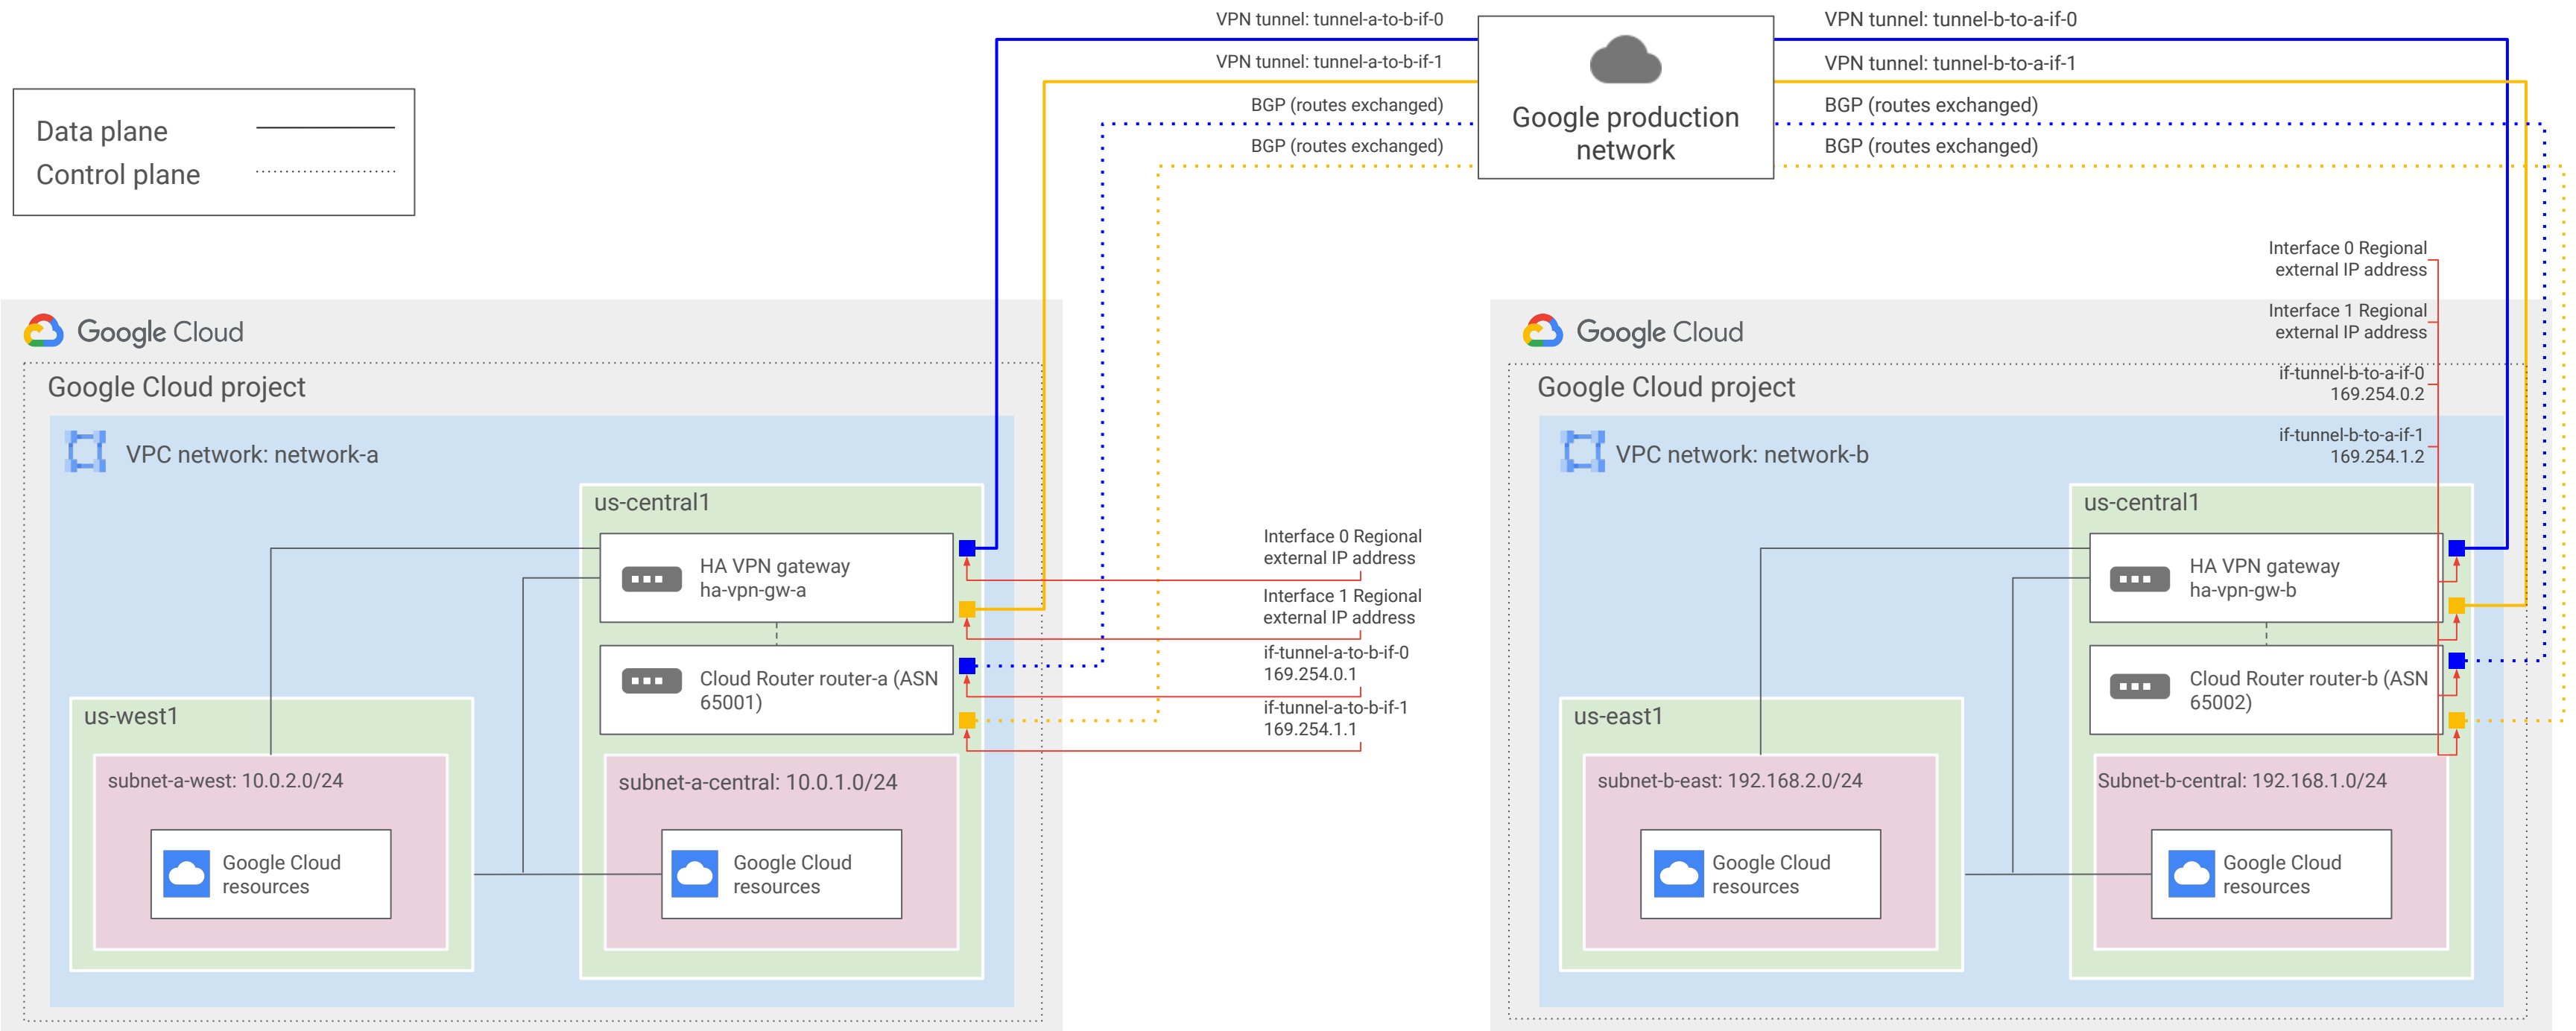 VPN tunnel: tunnel-a-to-b-if-0
VPN tunnel: tunnel-a-to-b-if-1
BGP (routes exchanged)
BGP (routes exchanged)
Google production
network
VPN tunnel: tunnel-b-to-a-if-0
VPN tunnel: tunnel-b-to-a-if-1
BGP (routes exchanged)
BGP (routes exchanged)
Data plane
Control plane
Google Cloud
Google Cloud project
VPC network: network-a
us-central1
HA VPN gateway
ha-vpn-gw-a
Cloud Router router-a (ASN
65001)
us-west1
subnet-a-west: 10.0.2.0/24
Google Cloud
resources
subnet-a-central: 10.0.1.0/24
Google Cloud
resources
Interface 0 Regional
external IP address
Interface 1 Regional
external IP address
if-tunnel-a-to-b-if-0
169.254.0.1
if-tunnel-a-to-b-if-1
169.254.1.1
Interface 0 Regional
external IP address
Interface 1 Regional
external IP address
if-tunnel-b-to-a-if-0
169.254.0.2
if-tunnel-b-to-a-if-1
169.254.1.2
Google Cloud
Google Cloud project
VPC network: network-b
us-central1
HA VPN gateway
ha-vpn-gw-b
Cloud Router router-b (ASN
65002)
us-east1
subnet-b-east: 192.168.2.0/24
Google Cloud
resources
Subnet-b-central: 192.168.1.0/24
Google Cloud
resources